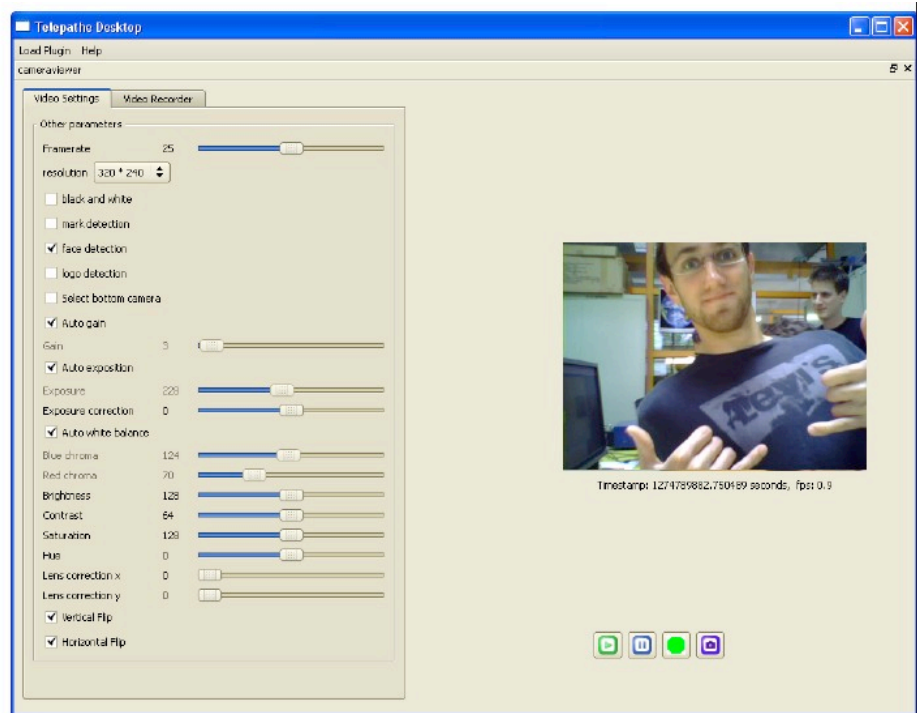 Telepathe Desktop
Load Plugin Help
cameraviewer
Video Settings Video Recorder
Other parameters
Framerate 25
resolution 320 * 240
black and white
mark detection
face detection
logo detection
Select bottom camera
Auto gain
Gain 3
Auto exposition
Exposure 228
Exposure correction 0
Auto white balance
Blue chroma 124
Red chroma 70
Brightness 128
Contrast 64
Saturation 128
Hue 0
Lens correction x 0
Lens correction y 0
Vertical Flip
Horizontal Flip
Levi's
Timestamp: 1274789882.760489 seconds, fps: 0.9